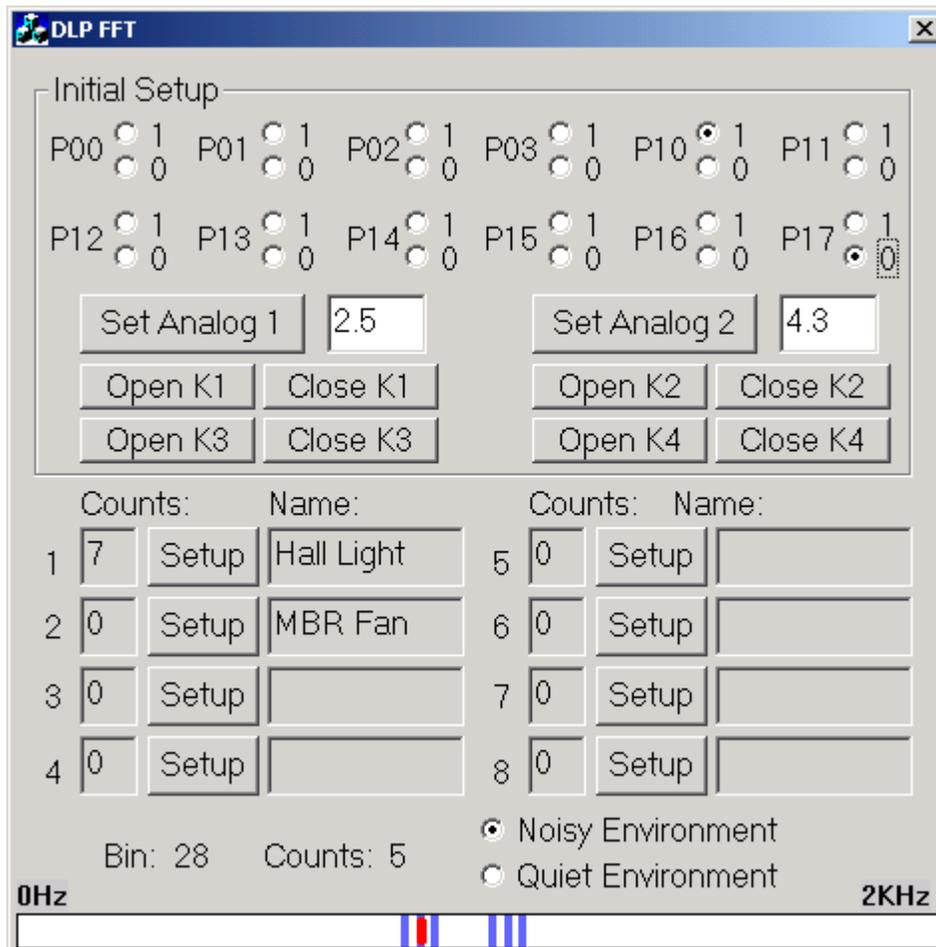 DLP FFT
Initial Setup
P00 1 0 P01 1 0 P02 1 0 P03 1 0 P10 1 0 P11 1 0
P12 1 0 P13 1 0 P14 1 0 P15 1 0 P16 1 0 P17 1 0
Set Analog 1 2.5 Set Analog 2 4.3
Open K1 Close K1 Open K2 Close K2
Open K3 Close K3 Open K4 Close K4
Counts: Name: Counts: Name:
1 7 Setup Hall Light 5 0 Setup
2 0 Setup MBR Fan 6 0 Setup
3 0 Setup 7 0 Setup
4 0 Setup 8 0 Setup
Noisy Environment
Bin: 28 Counts: 5
Quiet Environment
0Hz 2KHz